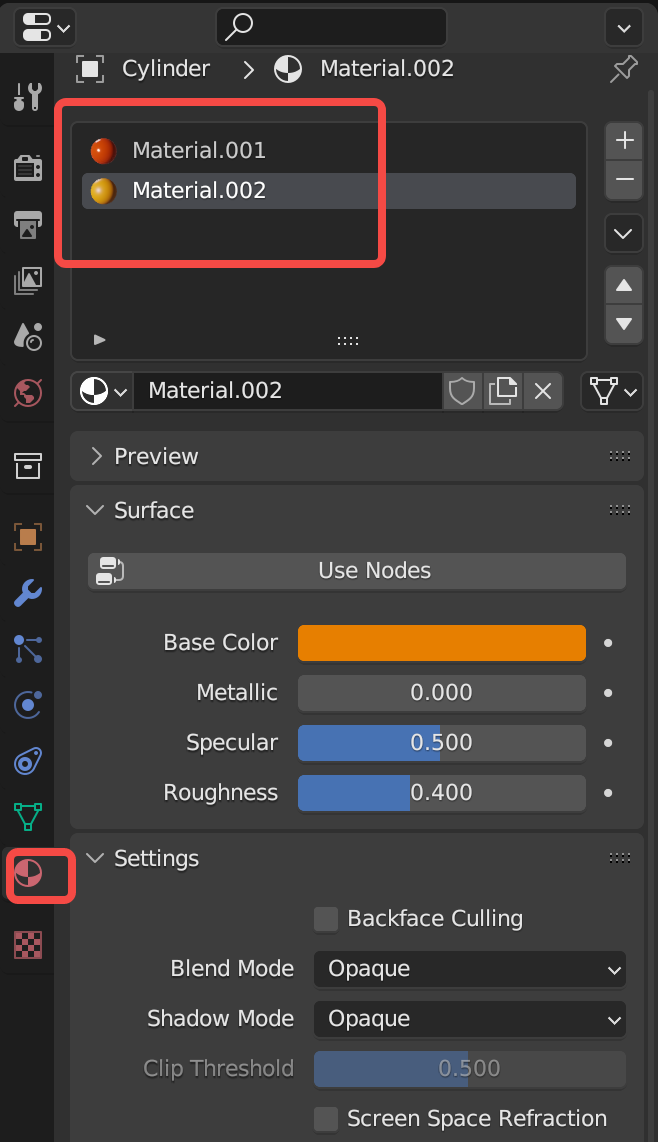 Cylinder > Material.002
Material.001
Material.002
Material.002
Preview
Surface
Use Nodes
Base Color
Metallic 0.000
Specular 0.500
Roughness 0.400
Settings
Backface Culling
Blend Mode Opaque
Shadow Mode Opaque
Clip Threshold 0.500
Screen Space Refraction